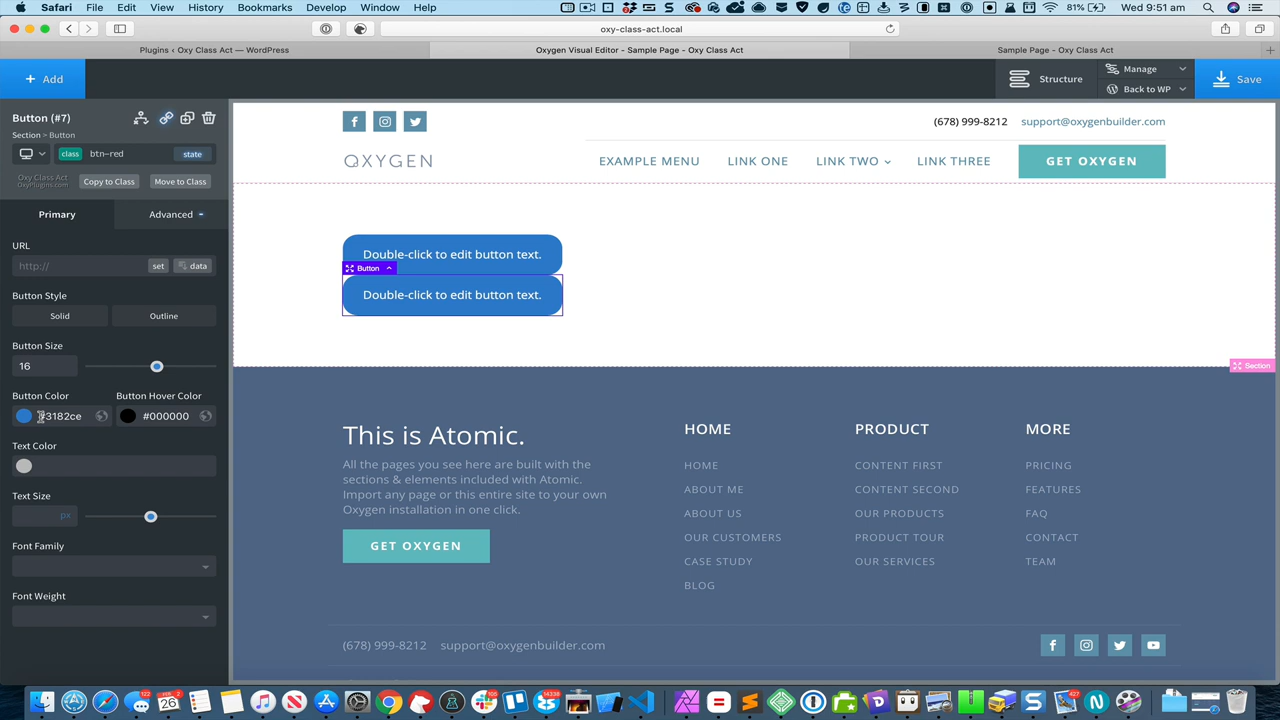 Safari File Edit View History Bookmarks Develop Window Help 81% Wed 9:51 am
oxy-class-act.local
Plugins ‹ Oxy Class Act — WordPress
Oxygen Visual Editor - Sample Page - Oxy Class Act
Sample Page - Oxy Class Act
+ Add
Structure
Manage
Back to WP
Save
Button (#7)
Section > Button
class btn-red state
Oxy Class Act
OxyPlugins.com
Copy to Class
Move to Class
Primary
Advanced
URL
http://
set
data
Button Style
Solid
Outline
Button Size
16
Button Color
Button Hover Color
#3182ce
#000000
Text Color
Text Size
px
Font Family
Font Weight
(678) 999-8212 support@oxygenbuilder.com
OXYGEN
EXAMPLE MENU
LINK ONE
LINK TWO
LINK THREE
GET OXYGEN
Double-click to edit button text.
Button
Double-click to edit button text.
Section
This is Atomic.
All the pages you see here are built with the
sections & elements included with Atomic.
Import any page or this entire site to your own
Oxygen installation in one click.
GET OXYGEN
HOME
HOME
ABOUT ME
ABOUT US
OUR CUSTOMERS
CASE STUDY
BLOG
PRODUCT
CONTENT FIRST
CONTENT SECOND
OUR PRODUCTS
PRODUCT TOUR
OUR SERVICES
MORE
PRICING
FEATURES
FAQ
CONTACT
TEAM
(678) 999-8212 support@oxygenbuilder.com